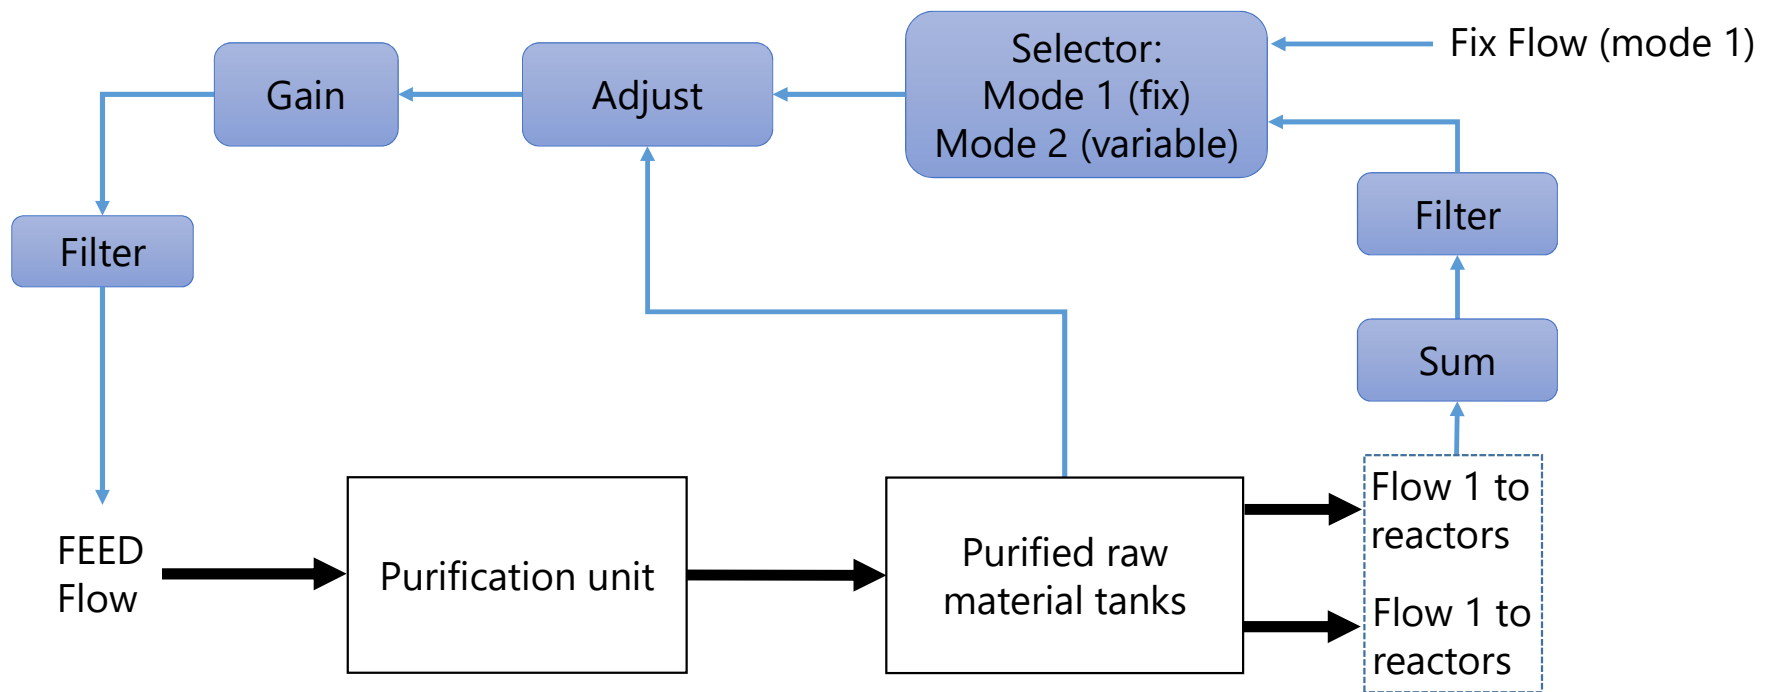 Selector:
Mode 1 (fix)
Mode 2 (variable)
Fix Flow (mode 1)
Gain
Adjust
Filter
Filter
Sum
FEED
Flow
Purification unit
Purified raw
material tanks
Flow 1 to
reactors
Flow 1 to
reactors